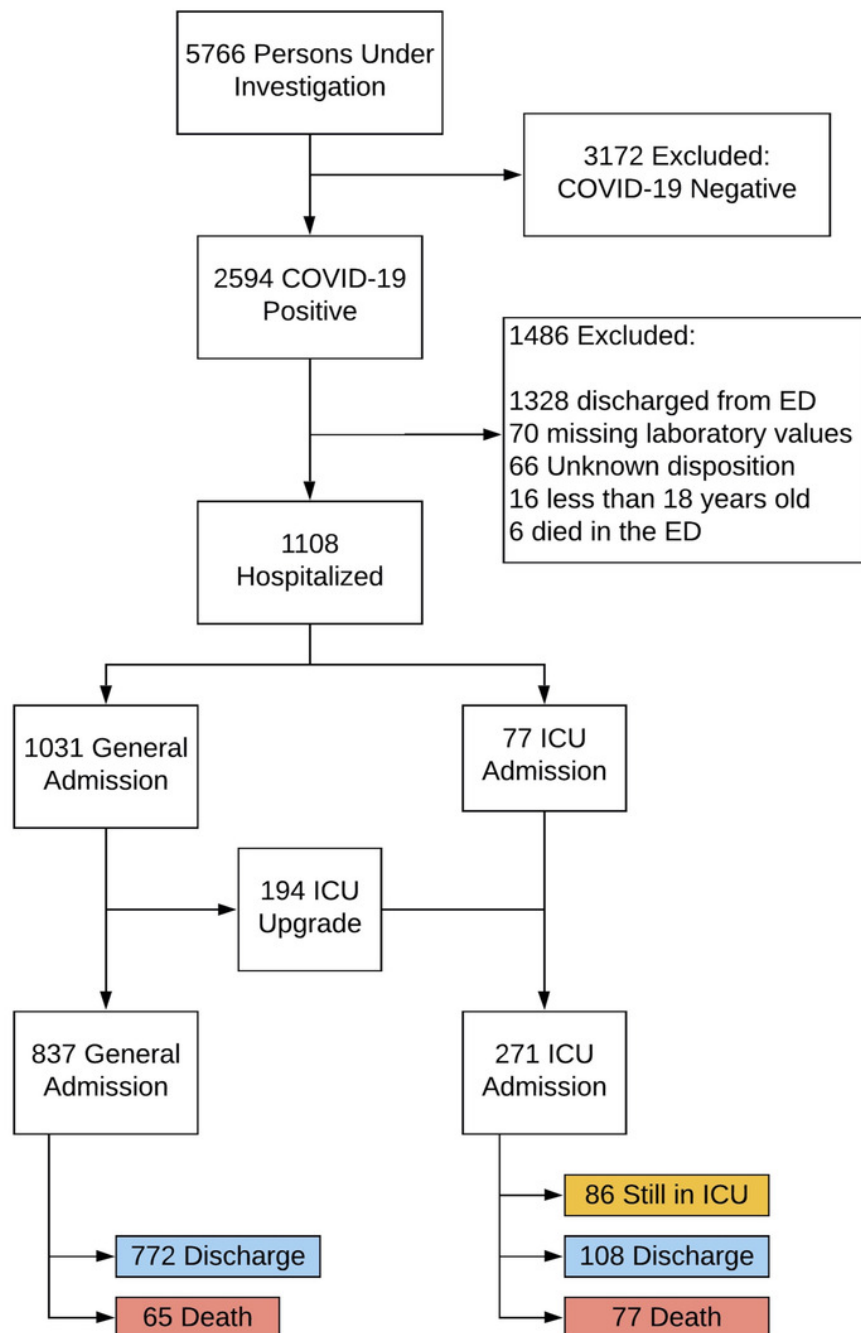 5766 Persons Under
Investigation
3172 Excluded:
COVID-19 Negative
2594 COVID-19
Positive
1486 Excluded:
1328 discharged from ED
70 missing laboratory values
66 Unknown disposition
16 less than 18 years old
6 died in the ED
1108
Hospitalized
1031 General
Admission
77 ICU
Admission
194 ICU
Upgrade
837 General
Admission
271 ICU
Admission
86 Still in ICU
772 Discharge
108 Discharge
65 Death
77 Death